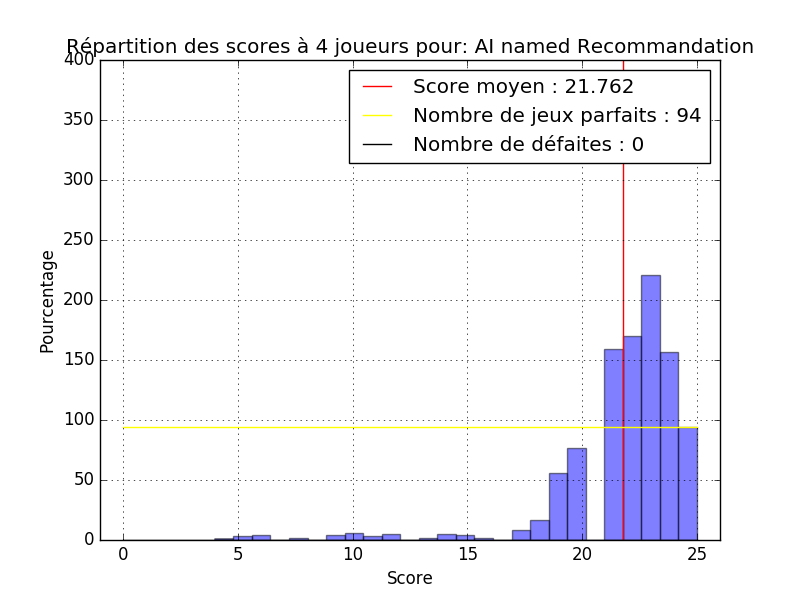 Répartition des scores à 4 joueurs pour: AI named Recommandation
Score moyen : 21.762
Nombre de jeux parfaits : 94
Nombre de défaites : 0
Pourcentage
400
350
300
250
200
150
100
50
0
0 5 10 15 20 25
Score